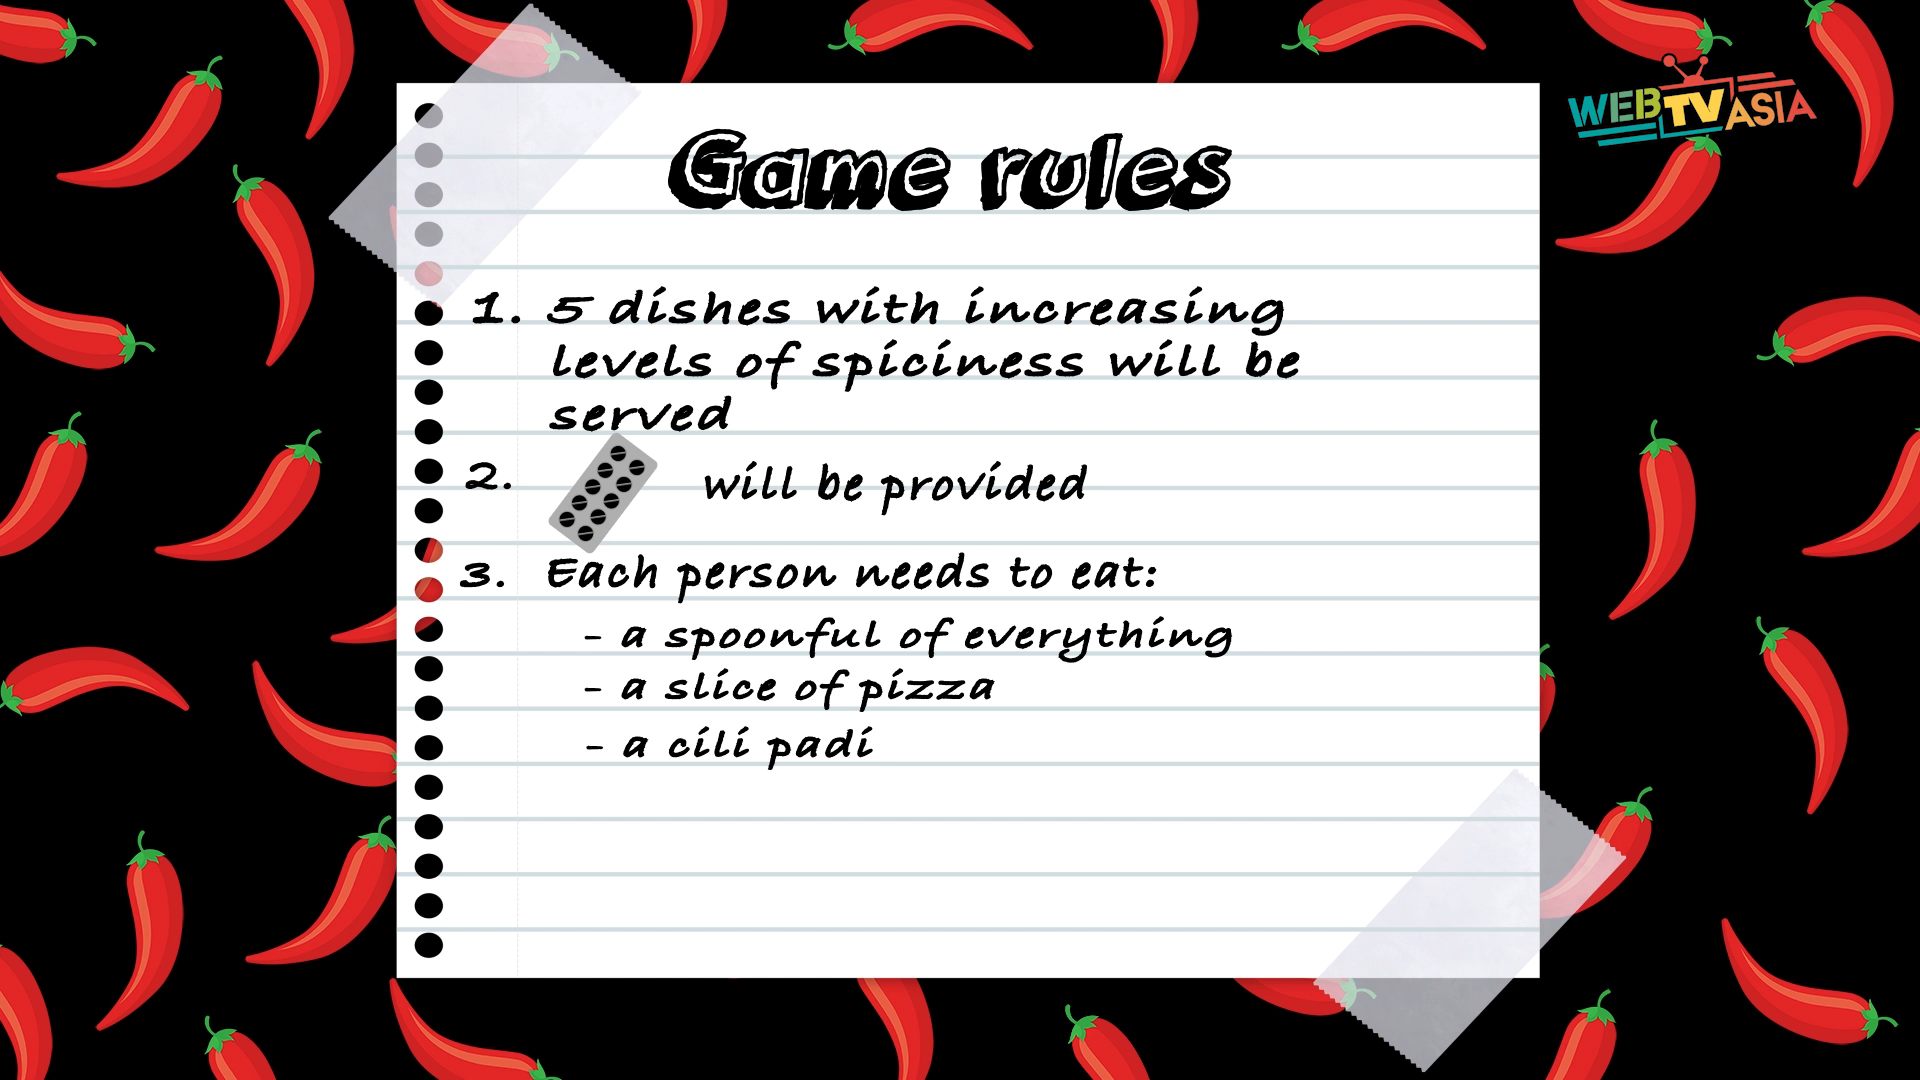 WEBTVASIA
Game rules
1. 5 dishes with increasing
levels of spiciness will be
served
2. will be provided
3. Each person needs to eat:
- a spoonful of everything
- a slice of pizza
- a cili padi